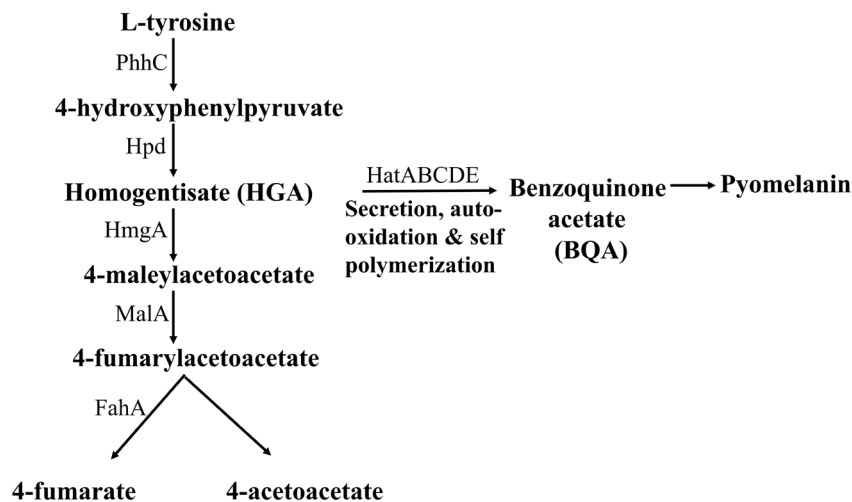 L-tyrosine
PhhC
4-hydroxyphenylpyruvate
Hpd
Homogentisate (HGA)
HatABCDE
Secretion, auto-
oxidation & self
polymerization
Benzoquinone
acetate
(BQA)
Pyomelanin
HmgA
4-maleylacetoacetate
MalA
4-fumarylacetoacetate
FahA
4-fumarate
4-acetoacetate